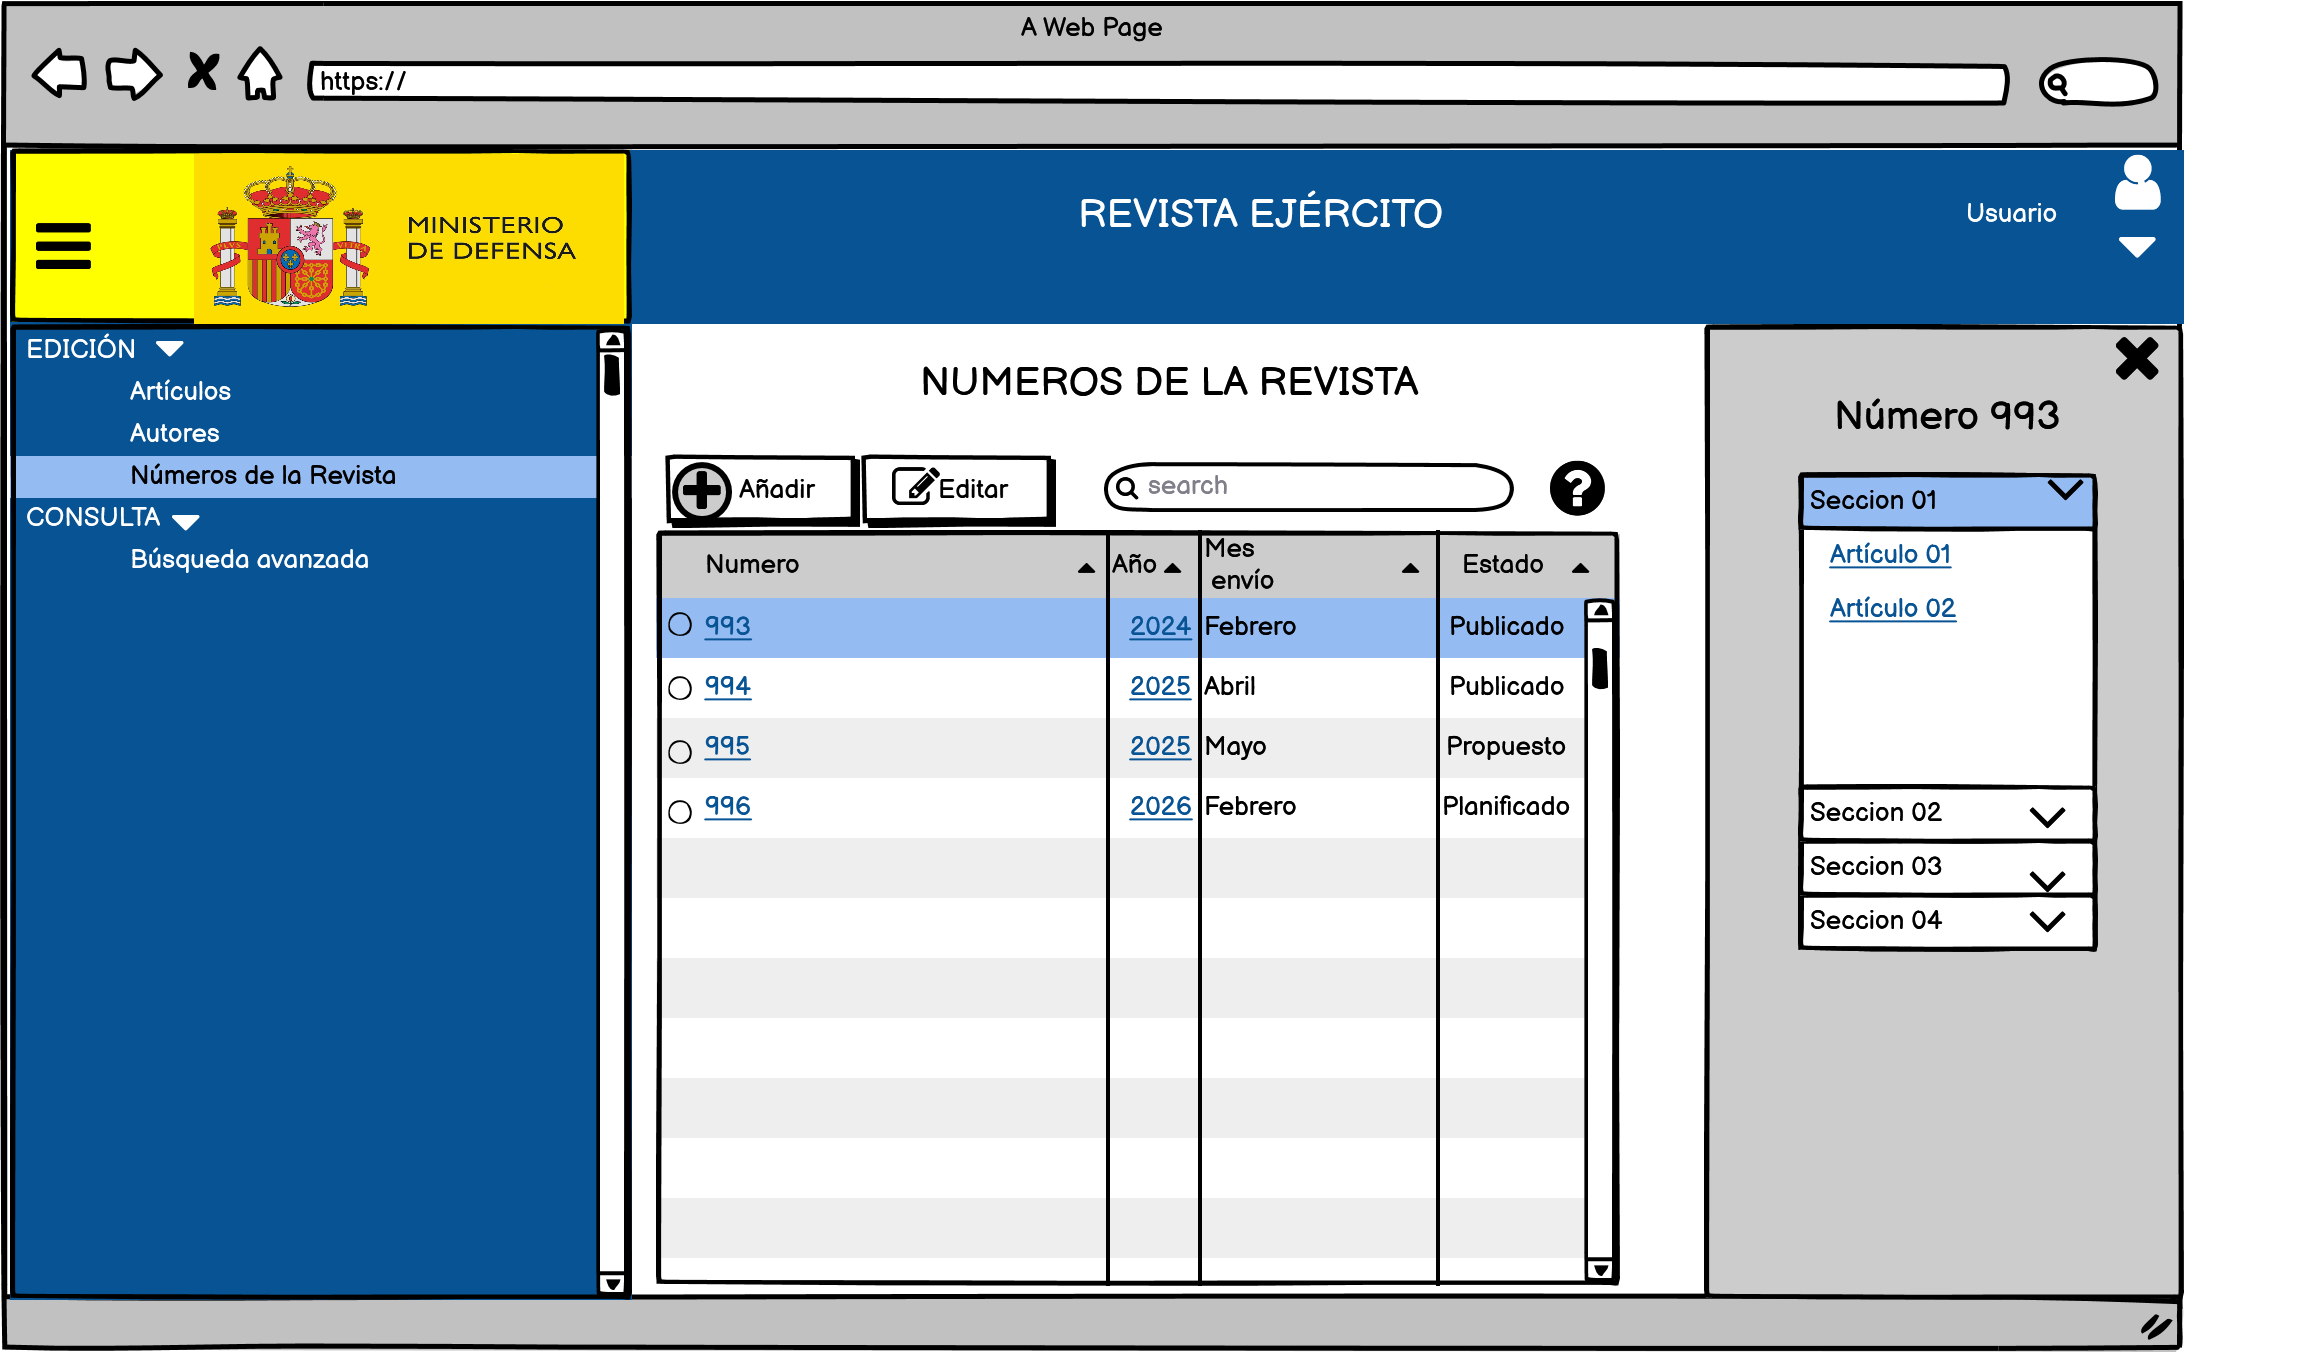 A Web Page
https://
MINISTERIO
DE DEFENSA
REVISTA EJÉRCITO
Usuario
EDICIÓN
Artículos
Autores
Números de la Revista
CONSULTA
Búsqueda avanzada
NUMEROS DE LA REVISTA
Añadir
Editar
search
?
Numero
Año
Mes
envío
Estado
993 2024 Febrero Publicado
994 2025 Abril Publicado
995 2025 Mayo Propuesto
996 2026 Febrero Planificado
Número 993
Seccion 01
Artículo 01
Artículo 02
Seccion 02
Seccion 03
Seccion 04